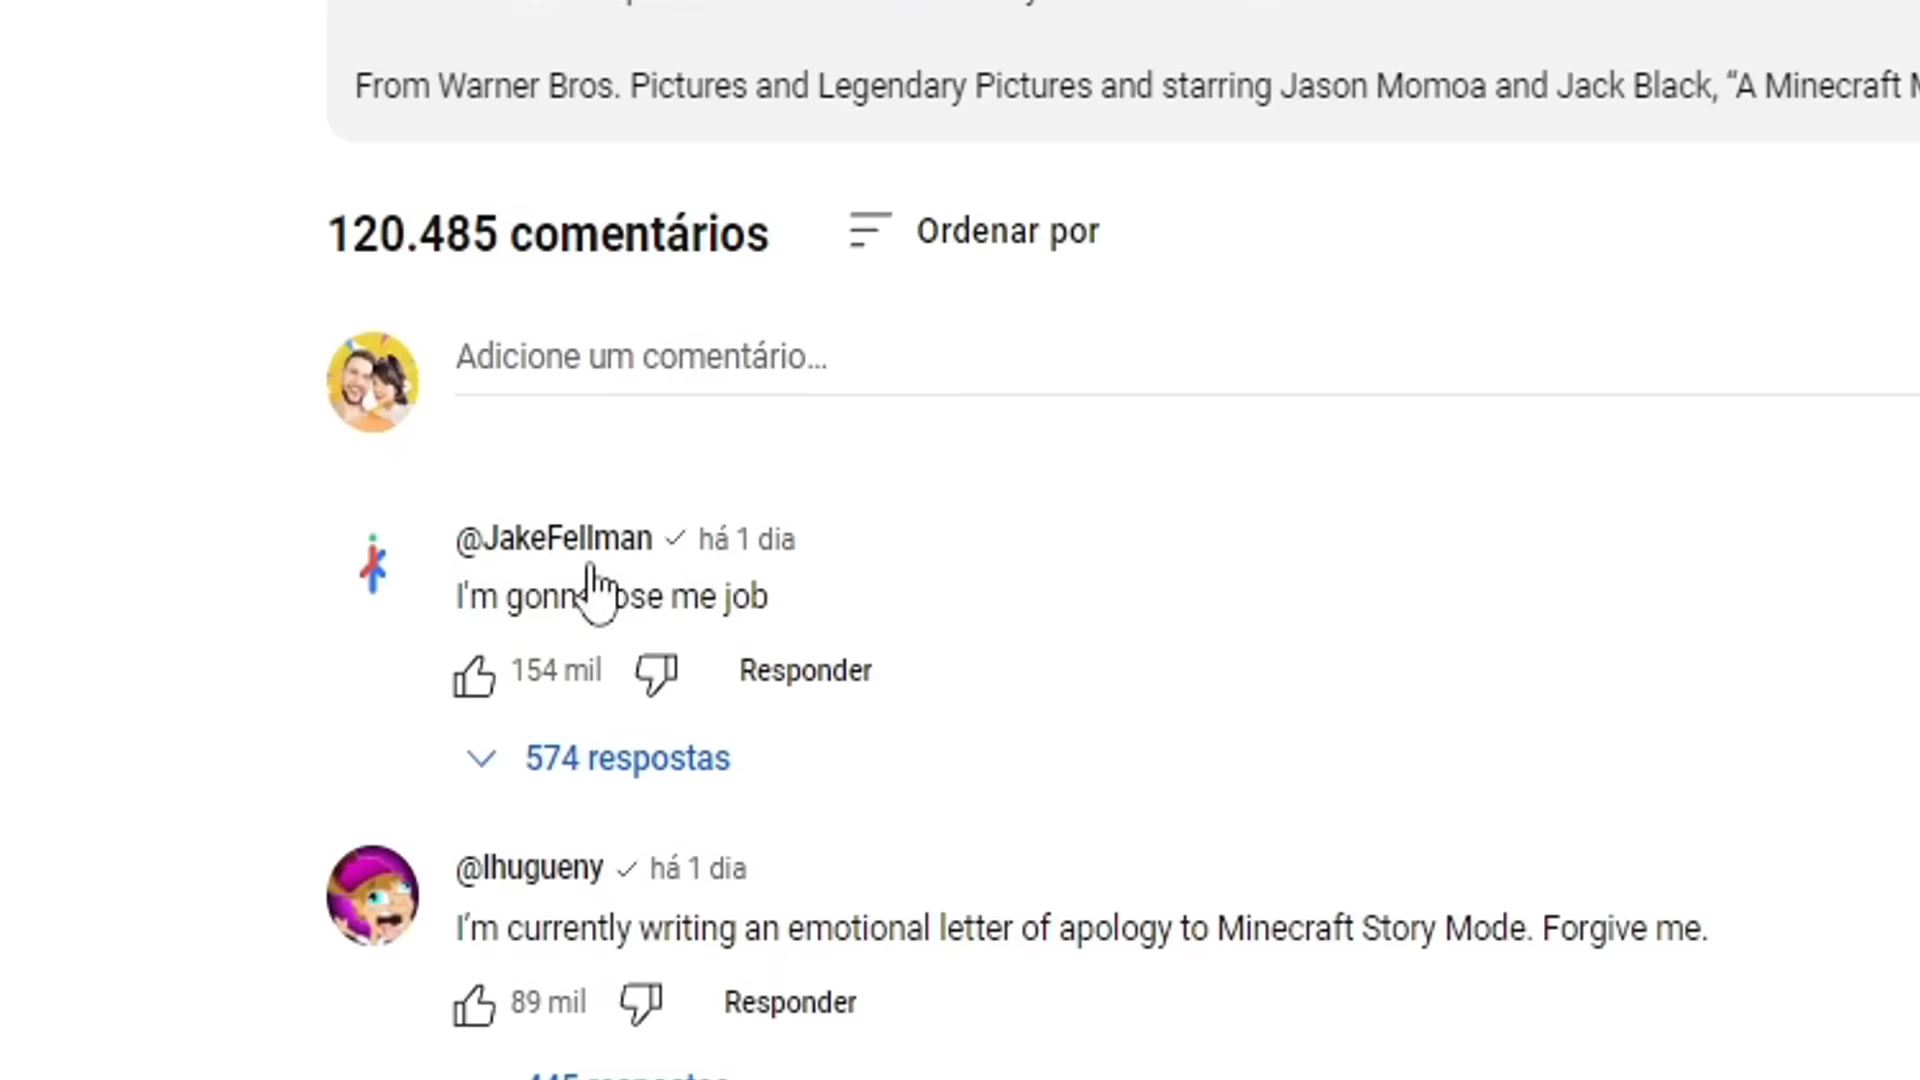 From Warner Bros. Pictures and Legendary Pictures and starring Jason Momoa and Jack Black, “A Minecraft
120.485 comentários
Ordenar por
Adicione um comentário...
@JakeFellman há 1 dia
I'm me job
154 mil
Responder
574 respostas
@lhugueny há 1 dia
I'm currently writing an emotional letter of apology to Minecraft Story Mode. Forgive me.
89 mil
Responder